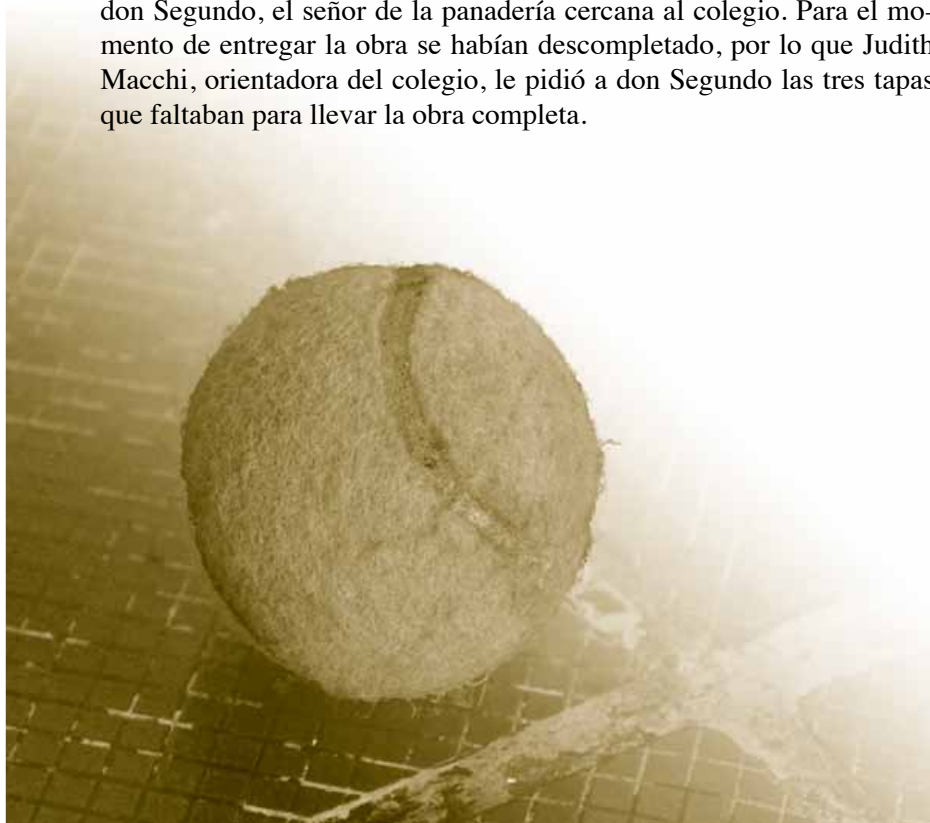 don Segundo, el señor de la panadería cercana al colegio. Para el mo-
mento de entregar la obra se habían descompletado, por lo que Judith
Macchi, orientadora del colegio, le pidió a don Segundo las tres tapas
que faltaban para llevar la obra completa.